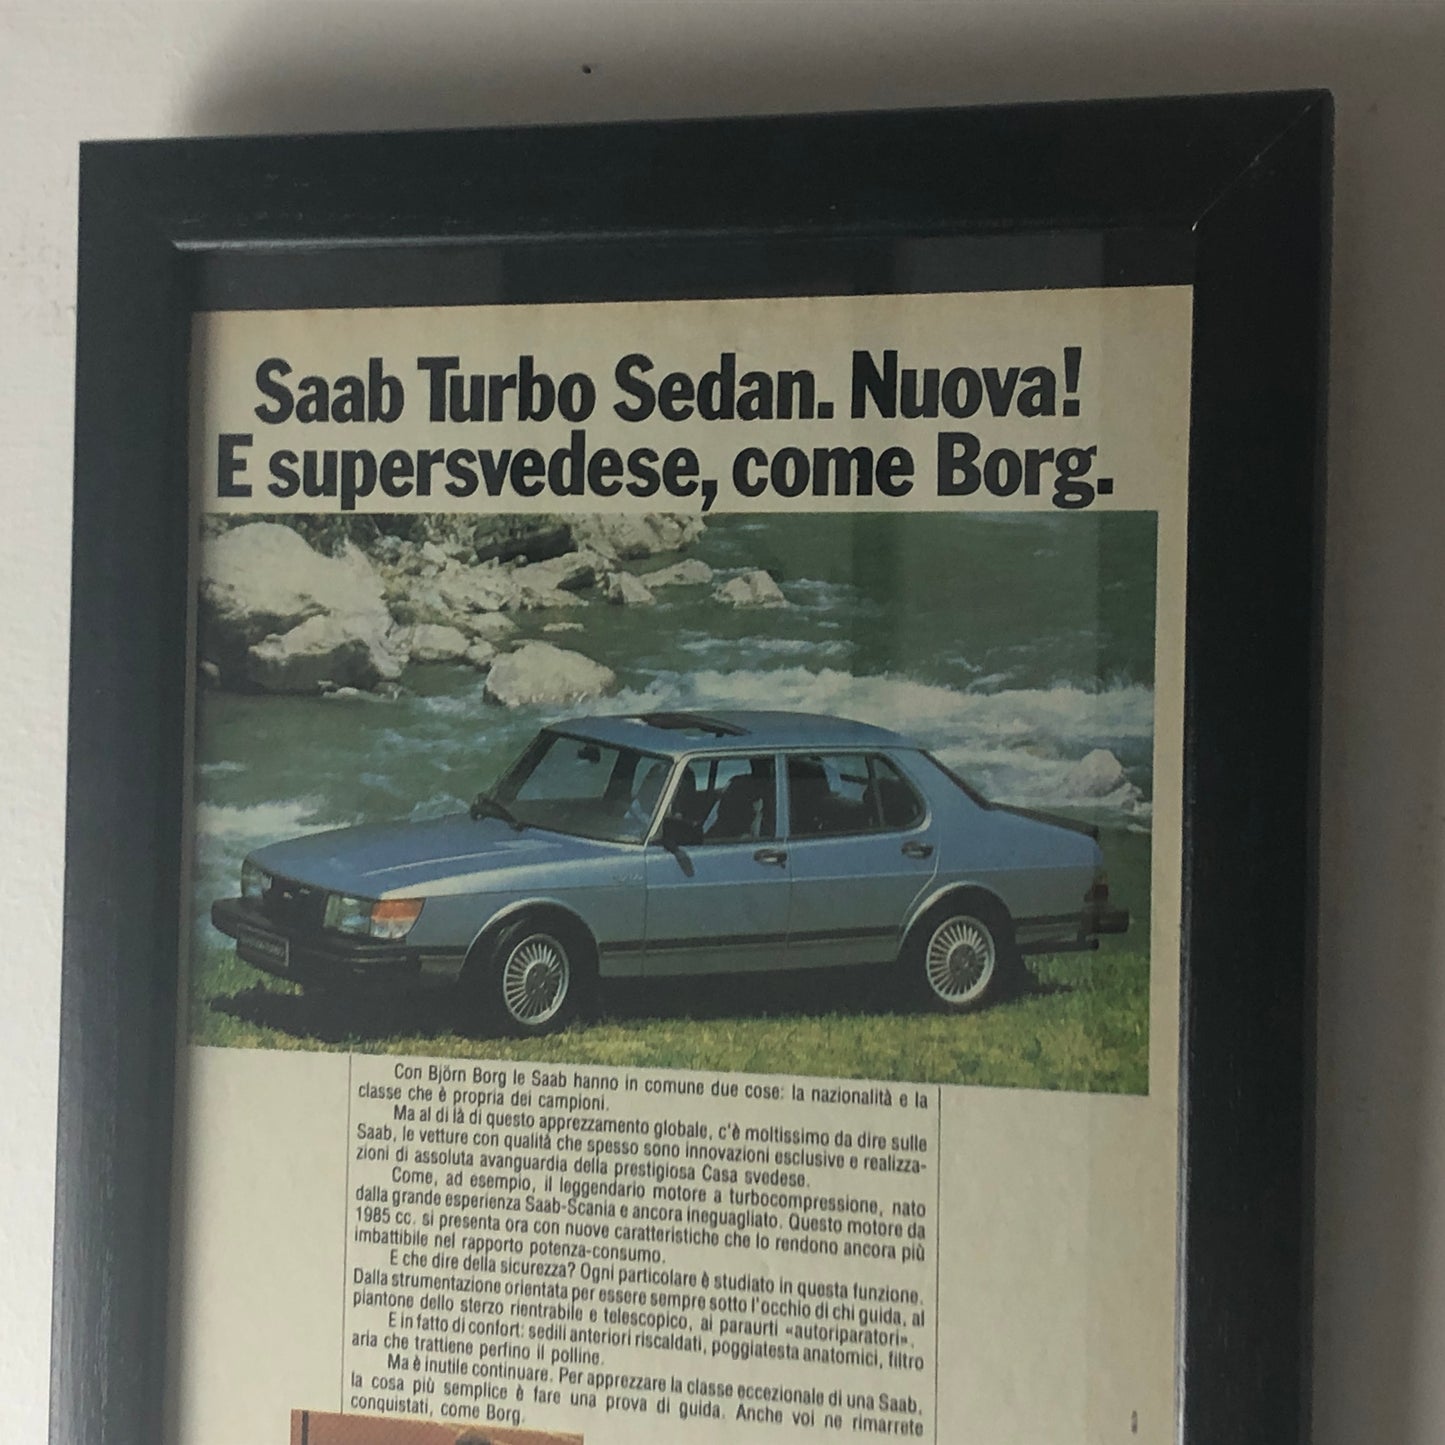 Saab Turbo Sedan. Nuova!
E supersvedese, come Borg.
Con Björn Borg le Saab hanno in comune due cose: la nazionalità e la
classe che è propria dei campioni.
Ma al di là di questo apprezzamento globale, c'è moltissimo da dire sulle
Saab, le vetture con qualità che spesso sono innovazioni esclusive e realizza-
zioni di assoluta avanguardia della prestigiosa Casa svedese.
Come, ad esempio, il leggendario motore a turbocompressione, nato
dalla grande esperienza Saab-Scania e ancora ineguagliato. Questo motore da
1985 cc. si presenta ora con nuove caratteristiche che lo rendono ancora più
imbattibile nel rapporto potenza-consumo.
E che dire della sicurezza? Ogni particolare è studiato in questa funzione.
Dalla strumentazione orientata per essere sempre sotto l'occhio di chi guida, al
piantone dello sterzo rientrabile e telescopico, ai paraurti «autoriparatori».
E in fatto di confort: sedili anteriori riscaldati, poggiatesta anatomici, filtro
aria che trattiene perfino il polline.
Ma è inutile continuare. Per apprezzare la classe eccezionale di una Saab,
la cosa più semplice è fare una prova di guida. Anche voi ne rimarrete
conquistati, come Borg.